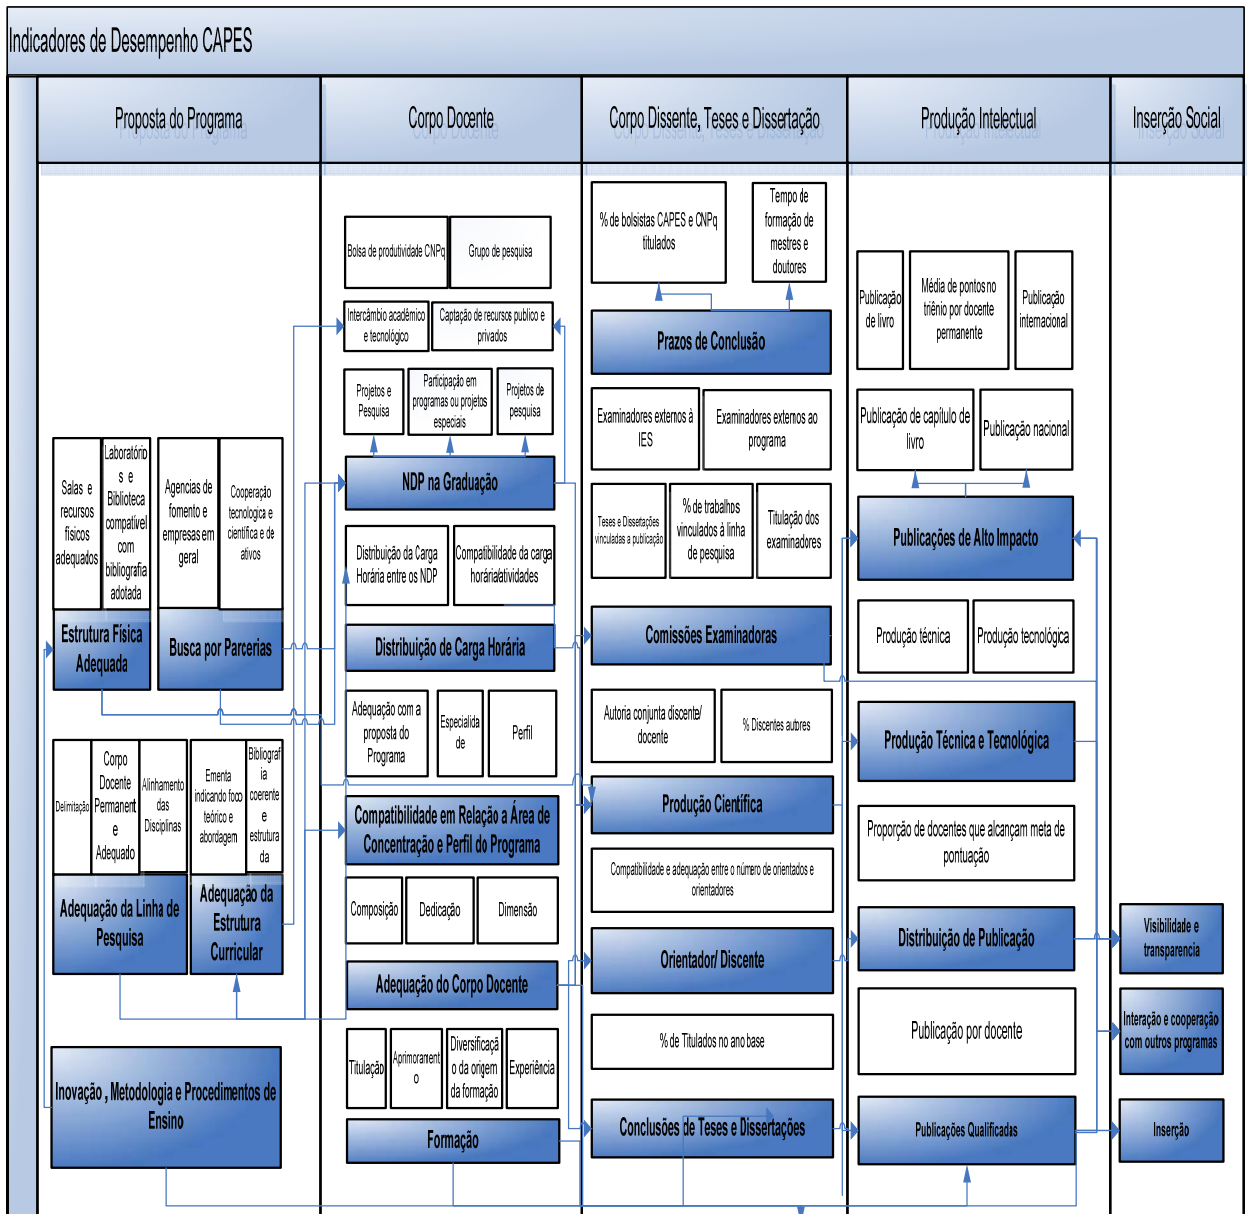 Indicadores de Desempenho CAPES
Proposta do Programa
Corpo Docente
Corpo Dissente, Teses e Dissertação
Produção Intelectual
Inserção Social
Salas e
recursos
físicos
adequados
Laboratório
s e
Biblioteca
compatível
com
bibliografia
adotada
Agencias de
fomento e
empresas em
geral
Cooperação
tecnologica e
científica e de
ativos
Estrutura Física
Adequada
Busca por Parcerias
Delimitação
Corpo
Docente
Permanent
e
Adequado
Alinhamento
das
Disciplinas
Ementa
indicando foco
teórico e
abordagem
Bibliograf
ia
coerente
e
estrutura
da
Adequação da Linha de
Pesquisa
Adequação da
Estrutura
Curricular
Inovação , Metodologia e Procedimentos de
Ensino
Bolsa de produtividade CNPq
Grupo de pesquisa
Intercâmbio acadêmico
e tecnológico
Captação de recursos publico e
privados
Projetos e
Pesquisa
Participação em
programas ou projetos
especiais
Projetos de
pesquisa
NDP na Graduação
Distribuição da Carga
Horária entre os NDP
Compatibilidade da carga
horária/atividades
Distribuição de Carga Horária
Adequação com a
proposta do
Programa
Especialida
de
Perfil
Compatibilidade em Relação a Área de
Concentração e Perfil do Programa
Composição
Dedicação
Dimensão
Adequação do Corpo Docente
Titulação
Aprimorament
o
Diversificaçã
o da origem
da formação
Experiência
Formação
% de bolsistas CAPES e CNPq
titulados
Tempo de
formação de
mestres e
doutores
Prazos de Conclusão
Examinadores externos à
IES
Examinadores externos ao
programa
Teses e Dissertações
vinculadas a publicação
% de trabalhos
vinculados à linha
de pesquisa
Titulação dos
examinadores
Comissões Examinadoras
Autoria conjunta discente/
docente
% Discentes autores
Produção Científica
Compatibilidade e adequação entre o número de orientados e
orientadores
Orientador/ Discente
% de Titulados no ano base
Conclusões de Teses e Dissertações
Publicação
de livro
Média de pontos no
triênio por docente
permanente
Publicação
internacional
Publicação de capítulo de
livro
Publicação nacional
Publicações de Alto Impacto
Produção técnica
Produção tecnológica
Produção Técnica e Tecnológica
Proporção de docentes que alcançam meta de
pontuação
Distribuição de Publicação
Publicação por docente
Publicações Qualificadas
Visibilidade e
transparencia
Interação e cooperação
com outros programas
Inserção